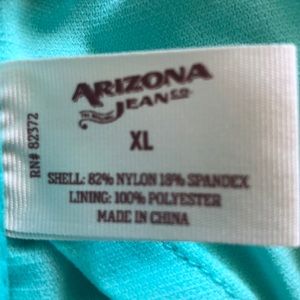 ARIZONA
JEAN CO
XL
RN# 82372
SHELL: 82% NYLON 18% SPANDEX
LINING: 100% POLYESTER
MADE IN CHINA